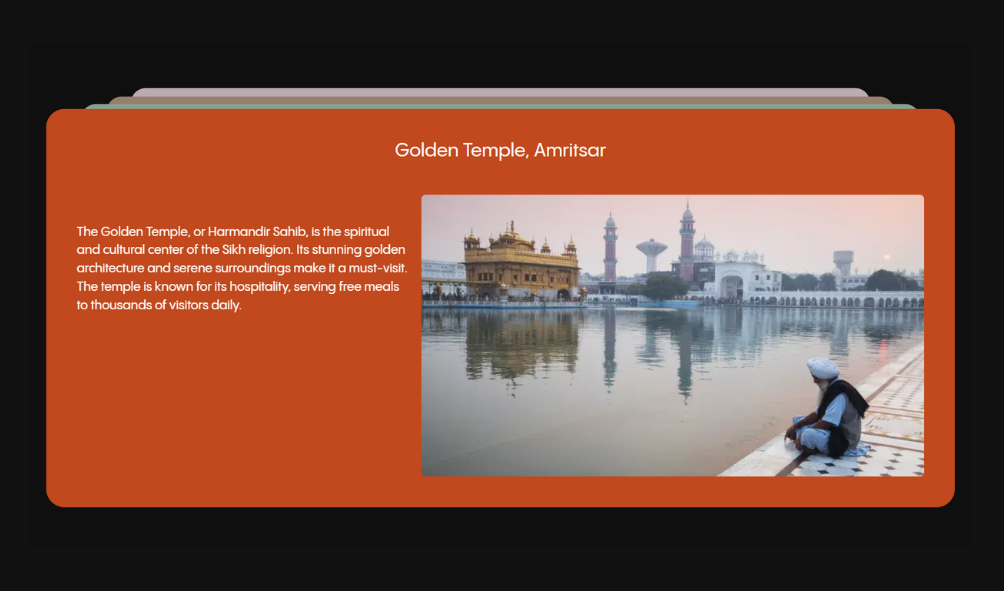 Golden Temple, Amritsar
The Golden Temple, or Harmandir Sahib, is the spiritual
and cultural center of the Sikh religion. Its stunning golden
architecture and serene surroundings make it a must-visit.
The temple is known for its hospitality, serving free meals
to thousands of visitors daily.